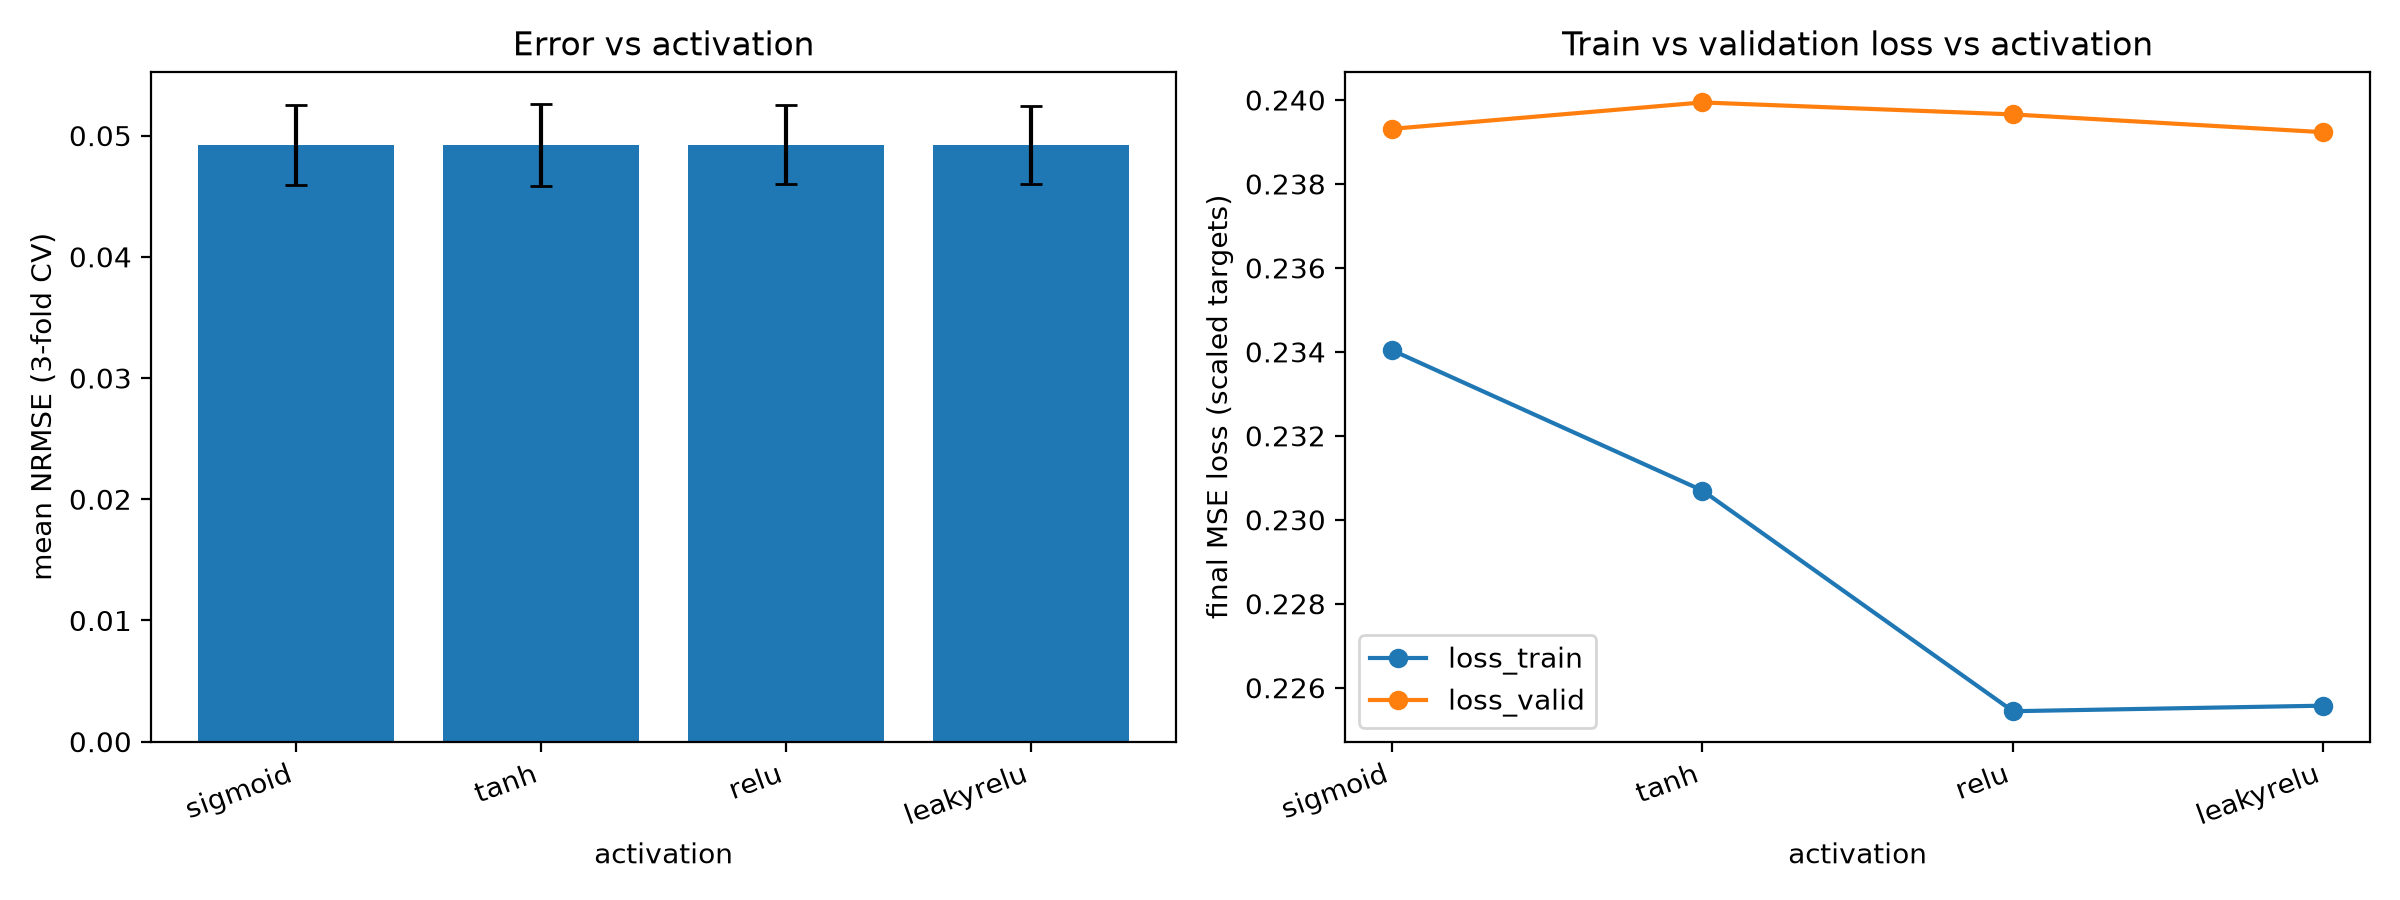 Error vs activation
mean NRMSE (3-fold CV)
0.05
0.04
0.03
0.02
0.01
0.00
sigmoid
tanh
relu
leakyrelu
activation
Train vs validation loss vs activation
final MSE loss (scaled targets)
0.240
0.238
0.236
0.234
0.232
0.230
0.228
0.226
loss_train
loss_valid
sigmoid
tanh
relu
leakyrelu
activation